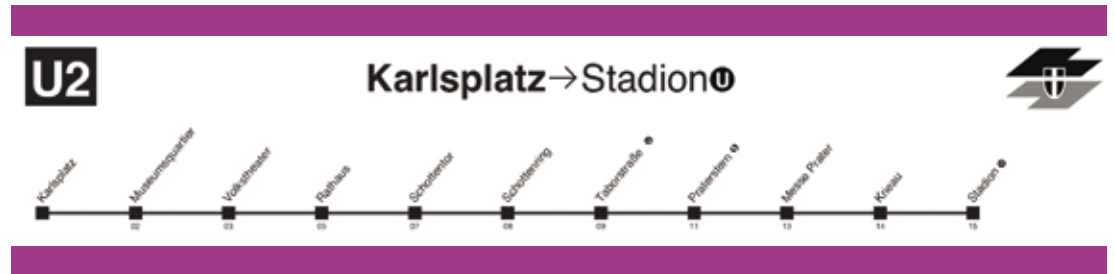 U2
Karlsplatz→Stadion U
Karlsplatz
Museumsquartier
Volkstheater
Rathaus
Schottentor
Schottenring
Taborstraße
Praterstern
Messe Prater
Krieau
Stadion
02 03 05 07 08 09 11 13 14 15